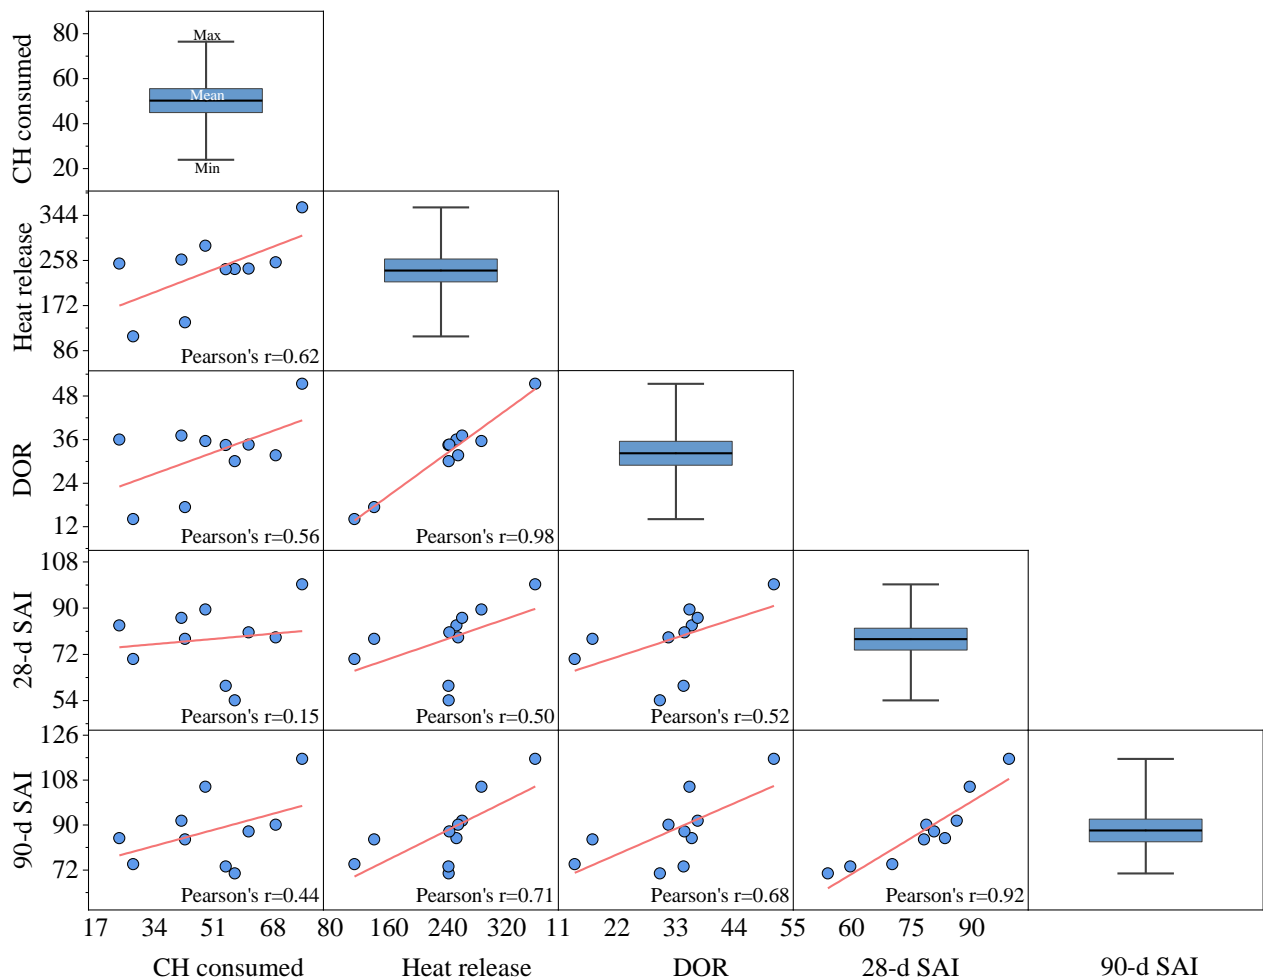 CH consumed
80
60
40
20
Max
Mean
Min
Heat release
344
258
172
86
Pearson's r=0.62
DOR
48
36
24
12
Pearson's r=0.56
Pearson's r=0.98
28-d SAI
108
90
72
54
Pearson's r=0.15
Pearson's r=0.50
Pearson's r=0.52
90-d SAI
126
108
90
72
Pearson's r=0.44
Pearson's r=0.71
Pearson's r=0.68
Pearson's r=0.92
17 34 51 68 80 160 240 320 11 22 33 44 55 60 75 90
CH consumed Heat release DOR 28-d SAI 90-d SAI